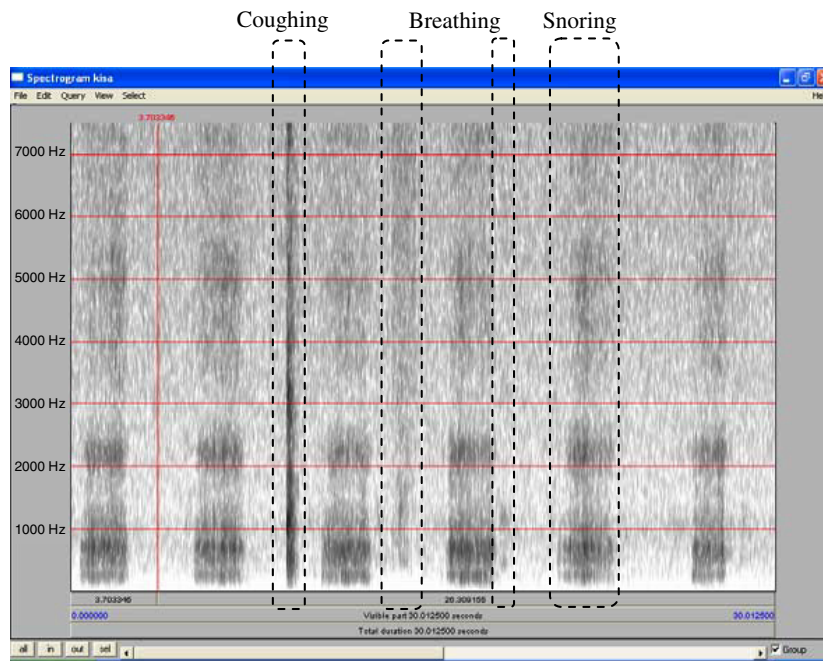 Coughing Breathing Snoring
Spectrogram kisa
File Edit Query View Select He
3.703346
7000 Hz
6000 Hz
5000 Hz
4000 Hz
3000 Hz
2000 Hz
1000 Hz
3.703346 26.309155
0.000000 Visible part 30.012500 seconds 30.012500
Total duration 30.012500 seconds
all in out sel Group